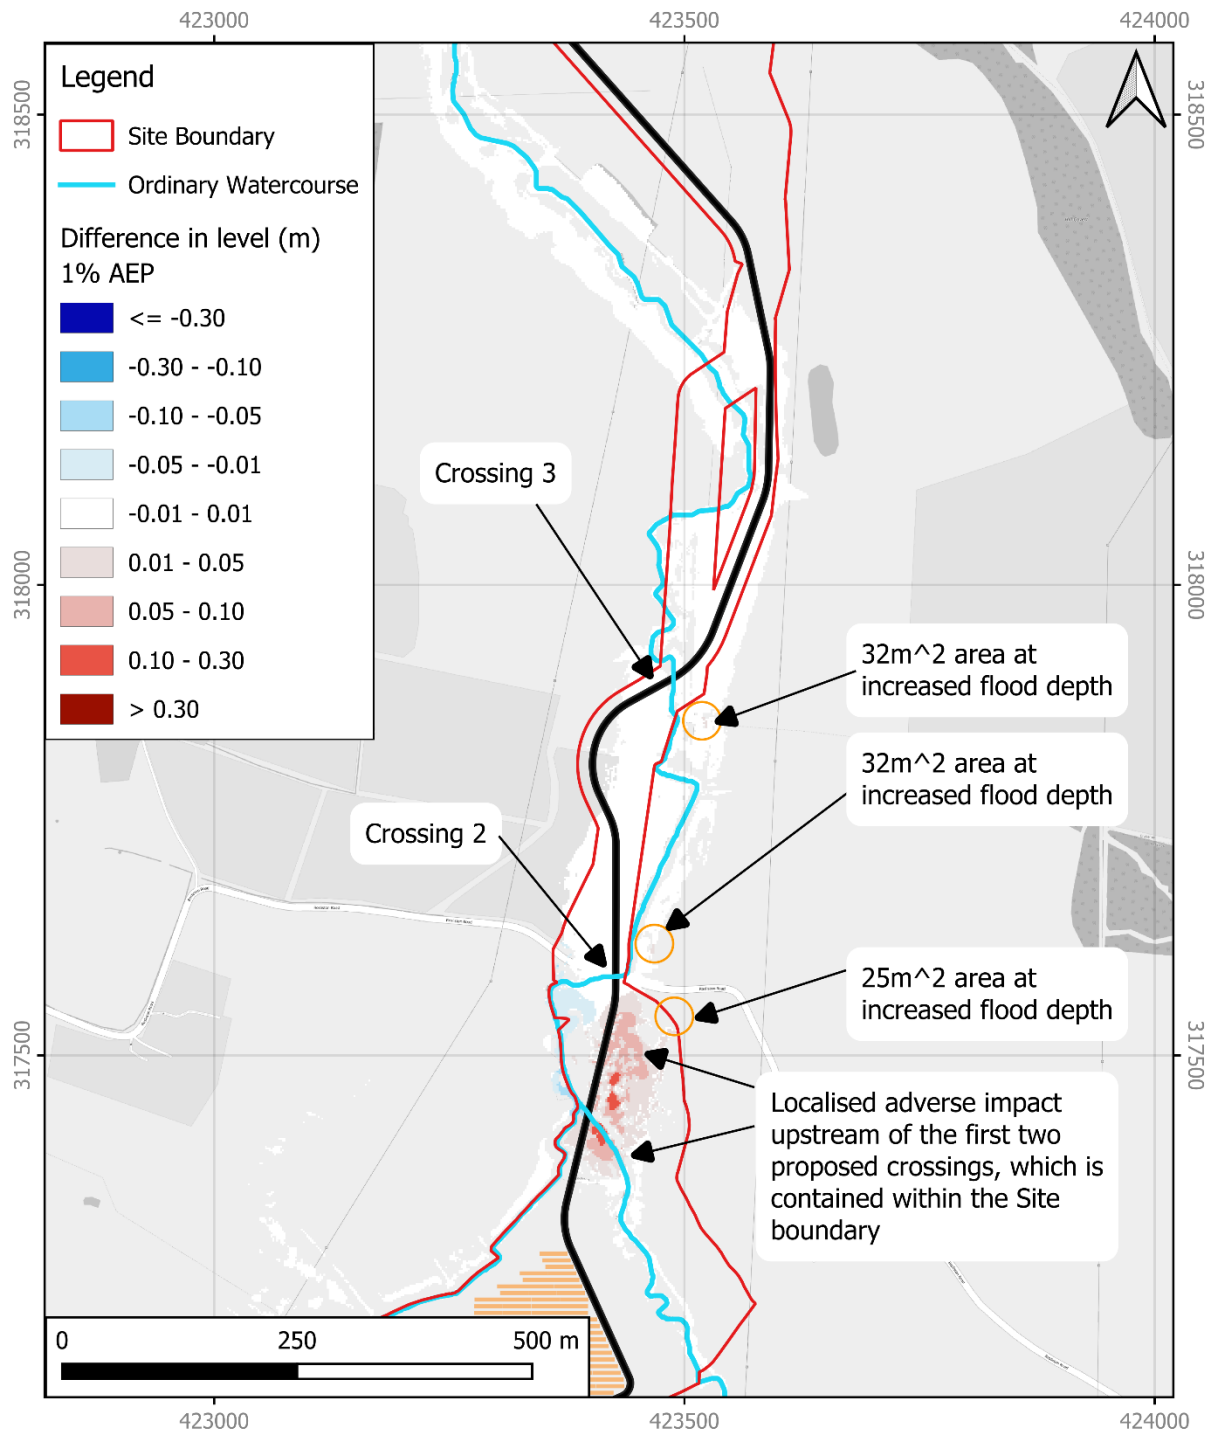 423000
423500
424000
318500
318500
Legend
Site Boundary
Ordinary Watercourse
Difference in level (m)
1% AEP
<= -0.30
-0.30 - -0.10
-0.10 - -0.05
-0.05 - -0.01
-0.01 - 0.01
0.01 - 0.05
0.05 - 0.10
0.10 - 0.30
> 0.30
Crossing 3
318000
318000
32m^2 area at
increased flood depth
32m^2 area at
increased flood depth
Crossing 2
25m^2 area at
increased flood depth
317500
317500
Localised adverse impact
upstream of the first two
proposed crossings, which is
contained within the Site
boundary
0
250
500 m
423000
423500
424000